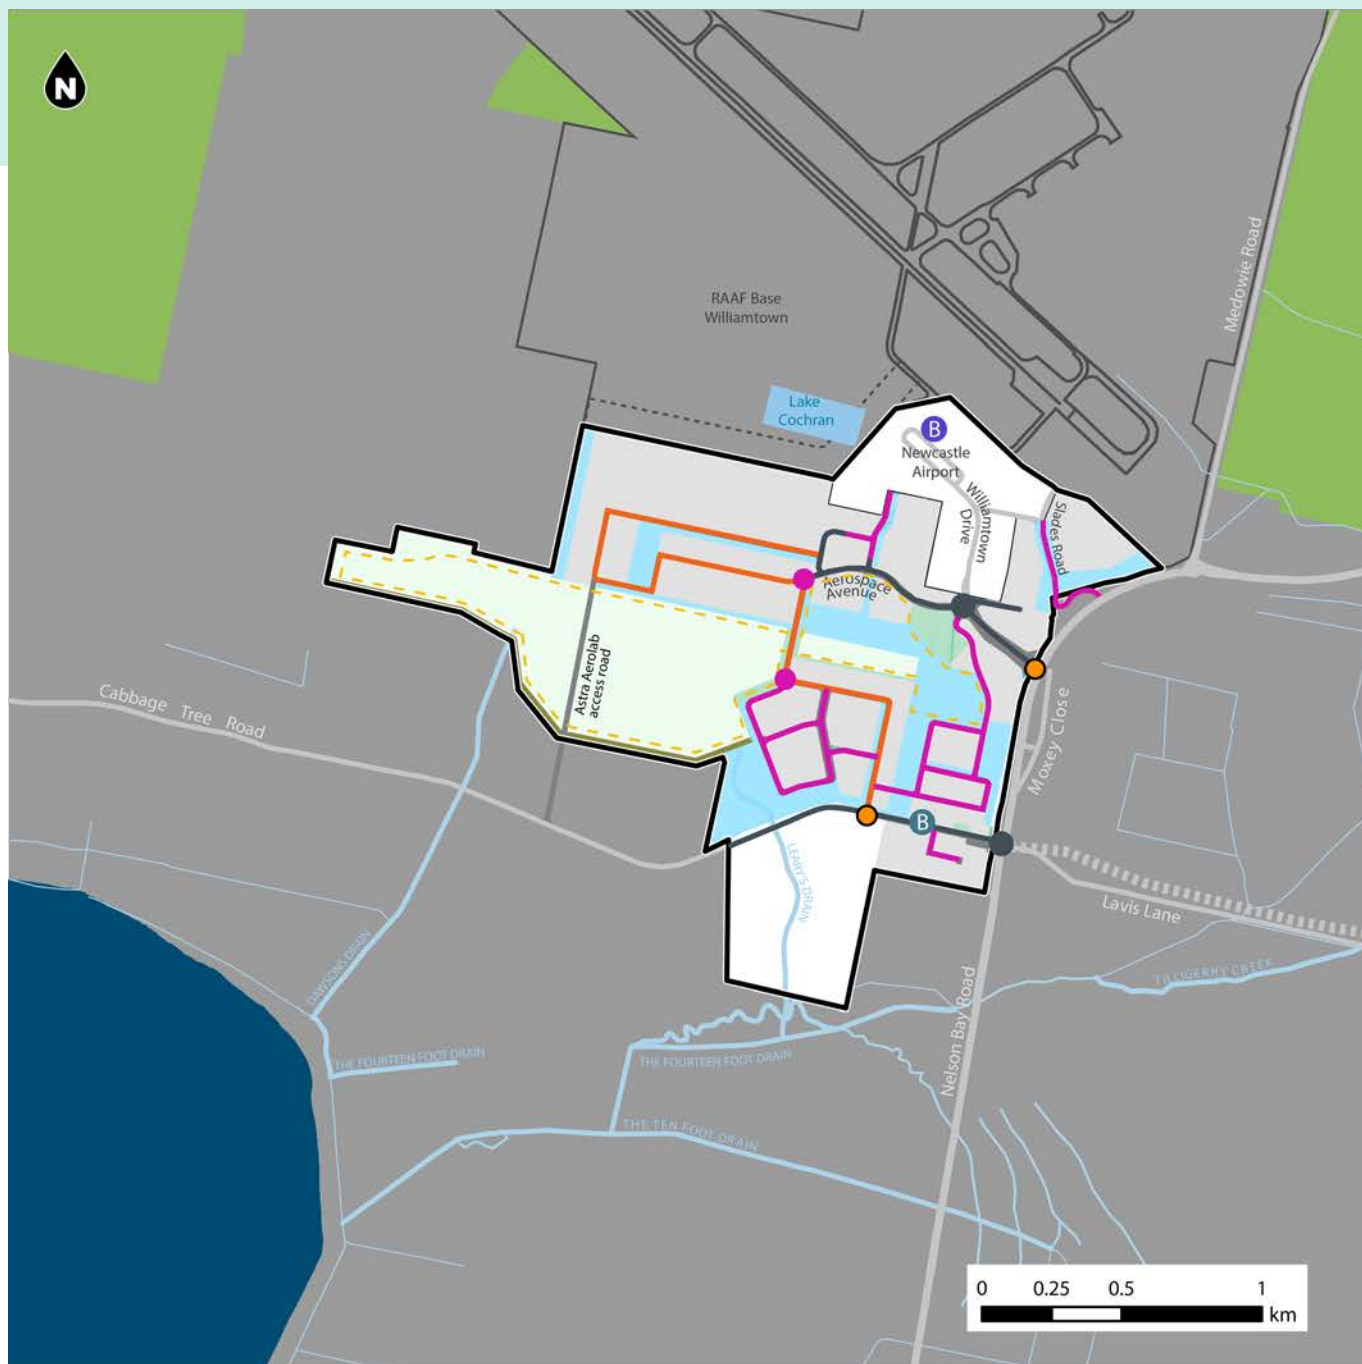 N
Medowie Road
RAAF Base
Williamtown
Lake
Cochran
B
Newcastle
Airport
Williamtown
Drive
Slades Road
Aerospace
Avenue
Astra Aerolab
access road
Cabbage Tree Road
Moxey Close
B
LEARY'S DRAIN
Lavis Lane
DAWSONS DRAIN
TILLIGERRY CREEK
Nelson Bay Road
THE FOURTEEN FOOT DRAIN
THE FOURTEEN FOOT DRAIN
THE TEN FOOT DRAIN
0 0.25 0.5 1
km